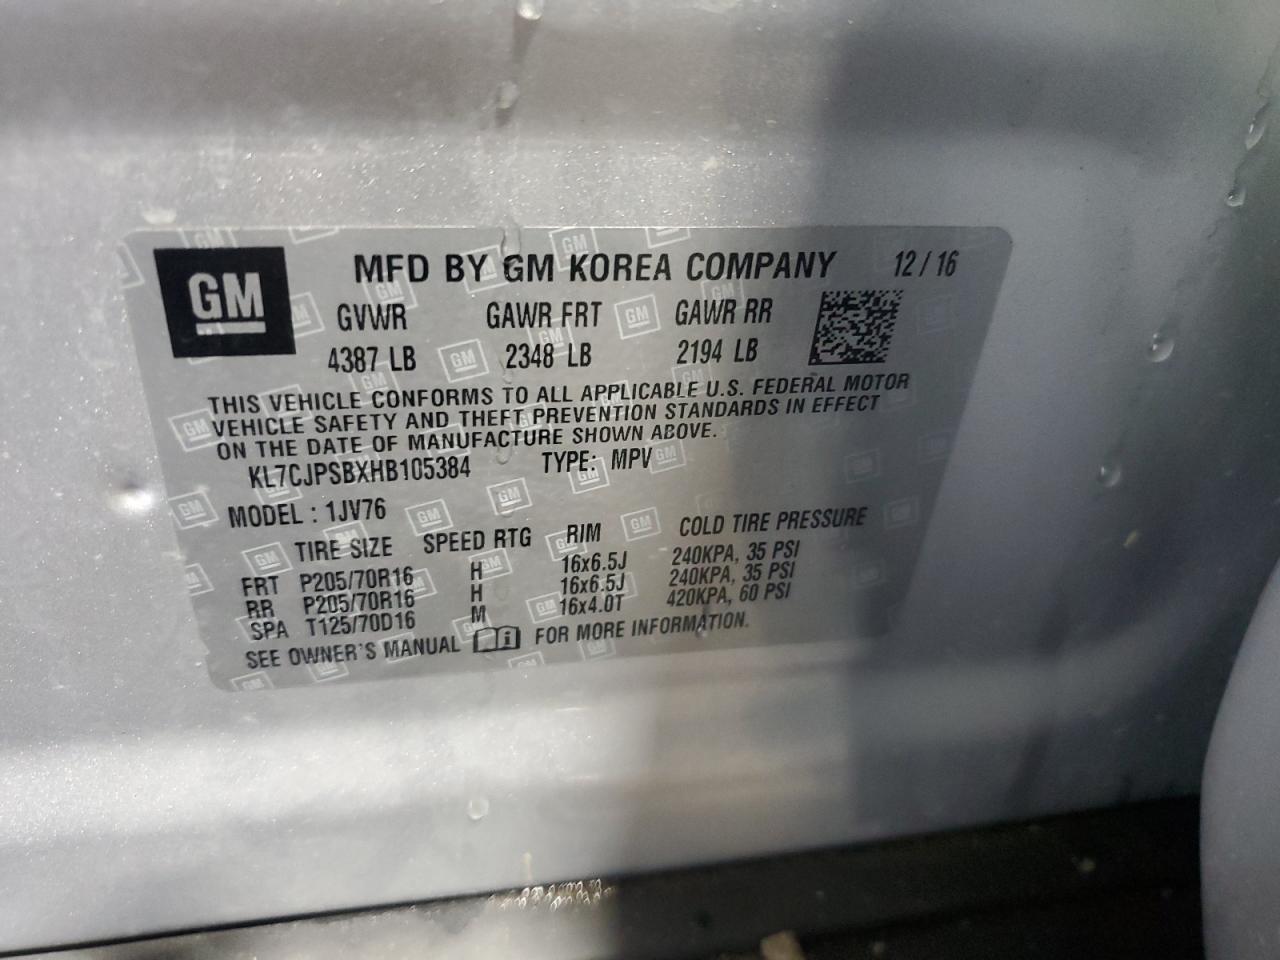 GM MFD BY GM KOREA COMPANY 12/16
GVWR GAWR FRT GAWR RR
4387 LB 2348 LB 2194 LB
THIS VEHICLE CONFORMS TO ALL APPLICABLE U.S. FEDERAL MOTOR
VEHICLE SAFETY AND THEFT PREVENTION STANDARDS IN EFFECT
ON THE DATE OF MANUFACTURE SHOWN ABOVE.
KL7CJPSBXHB105384 TYPE: MPV
MODEL : 1JV76
TIRE SIZE SPEED RTG RIM COLD TIRE PRESSURE
FRT P205/70R16 H 16x6.5J 240KPA, 35 PSI
RR P205/70R16 H 16x6.5J 240KPA, 35 PSI
SPA T125/70D16 M 16x4.0T 420KPA, 60 PSI
SEE OWNER'S MANUAL i FOR MORE INFORMATION.